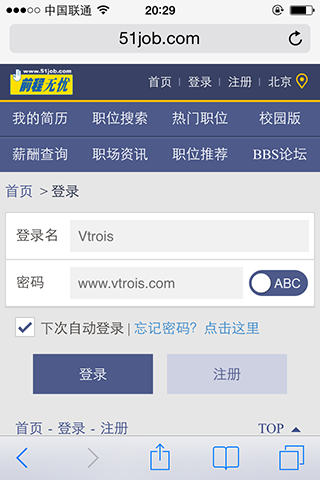 中国联通 20:29
51job.com
www.51job.com
前程无忧 首页 | 登录 | 注册 | 北京
我的简历 职位搜索 热门职位 校园版
薪酬查询 职场资讯 职位推荐 BBS论坛
首页 >登录
登录名 Vtrois
密码 www.vtrois.com ABC
下次自动登录 | 忘记密码? 点击这里
登录 注册
首页 - 登录 - 注册 TOP